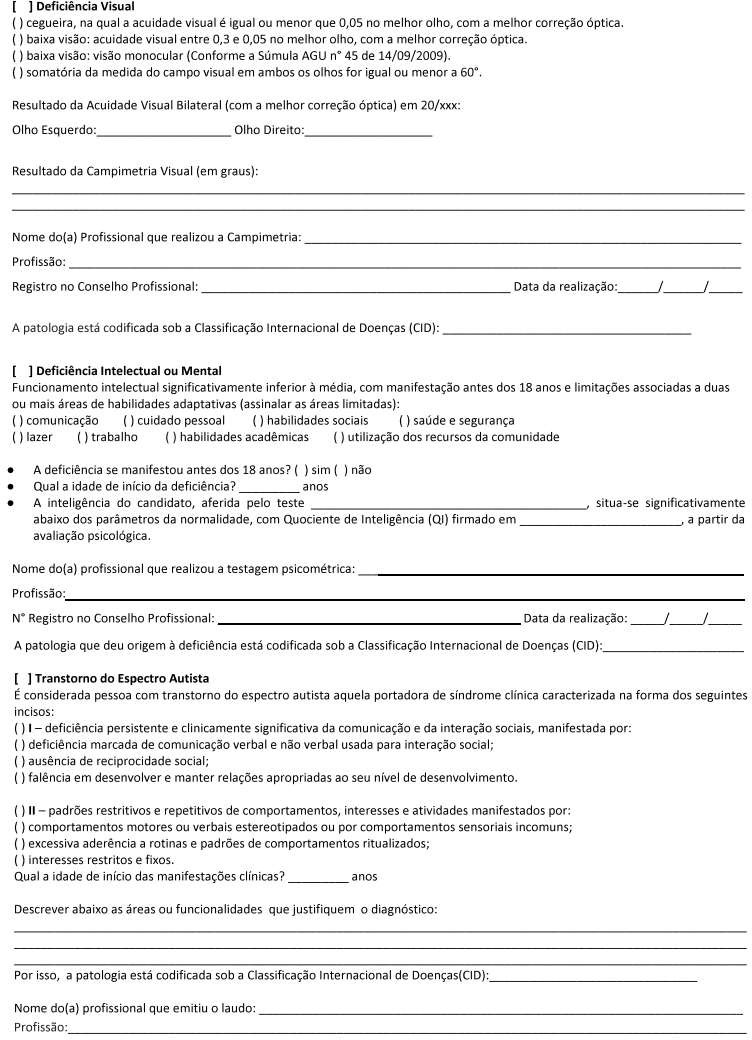 [ ] Deficiência Visual
( ) cegueira, na qual a acuidade visual é igual ou menor que 0,05 no melhor olho, com a melhor correção óptica.
( ) baixa visão: acuidade visual entre 0,3 e 0,05 no melhor olho, com a melhor correção óptica.
( ) baixa visão: visão monocular (Conforme a Súmula AGU n° 45 de 14/09/2009).
( ) somatória da medida do campo visual em ambos os olhos for igual ou menor a 60°.
Resultado da Acuidade Visual Bilateral (com a melhor correção óptica) em 20/xxx:
Olho Esquerdo:____________________ Olho Direito:___________________
Resultado da Campimetria Visual (em graus):
Nome do(a) Profissional que realizou a Campimetria: ____________________
Profissão: ____________________
Registro no Conselho Profissional: ____________________ Data da realização:______/______/_____
A patologia está codificada sob a Classificação Internacional de Doenças (CID): ____________________
[ ] Deficiência Intelectual ou Mental
Funcionamento intelectual significativamente inferior à média, com manifestação antes dos 18 anos e limitações associadas a duas
ou mais áreas de habilidades adaptativas (assinalar as áreas limitadas):
( ) comunicação ( ) cuidado pessoal ( ) habilidades sociais ( ) saúde e segurança
( ) lazer ( ) trabalho ( ) habilidades acadêmicas ( ) utilização dos recursos da comunidade
● A deficiência se manifestou antes dos 18 anos? ( ) sim ( ) não
● Qual a idade de início da deficiência? _________ anos
● A inteligência do candidato, aferida pelo teste ____________________, situa-se significativamente
abaixo dos parâmetros da normalidade, com Quociente de Inteligência (QI) firmado em ____________________, a partir da
avaliação psicológica.
Nome do(a) profissional que realizou a testagem psicométrica: ____________________
Profissão:____________________
N° Registro no Conselho Profissional: ____________________ Data da realização: _____/_____/_____
A patologia que deu origem à deficiência está codificada sob a Classificação Internacional de Doenças (CID):____________________
[ ] Transtorno do Espectro Autista
É considerada pessoa com transtorno do espectro autista aquela portadora de síndrome clínica caracterizada na forma dos seguintes
incisos:
( ) I – deficiência persistente e clinicamente significativa da comunicação e da interação sociais, manifestada por:
( ) deficiência marcada de comunicação verbal e não verbal usada para interação social;
( ) ausência de reciprocidade social;
( ) falência em desenvolver e manter relações apropriadas ao seu nível de desenvolvimento.
( ) II – padrões restritivos e repetitivos de comportamentos, interesses e atividades manifestados por:
( ) comportamentos motores ou verbais estereotipados ou por comportamentos sensoriais incomuns;
( ) excessiva aderência a rotinas e padrões de comportamentos ritualizados;
( ) interesses restritos e fixos.
Qual a idade de início das manifestações clínicas? _________ anos
Descrever abaixo as áreas ou funcionalidades que justifiquem o diagnóstico:
Por isso, a patologia está codificada sob a Classificação Internacional de Doenças(CID):____________________
Nome do(a) profissional que emitiu o laudo: ____________________
Profissão:____________________